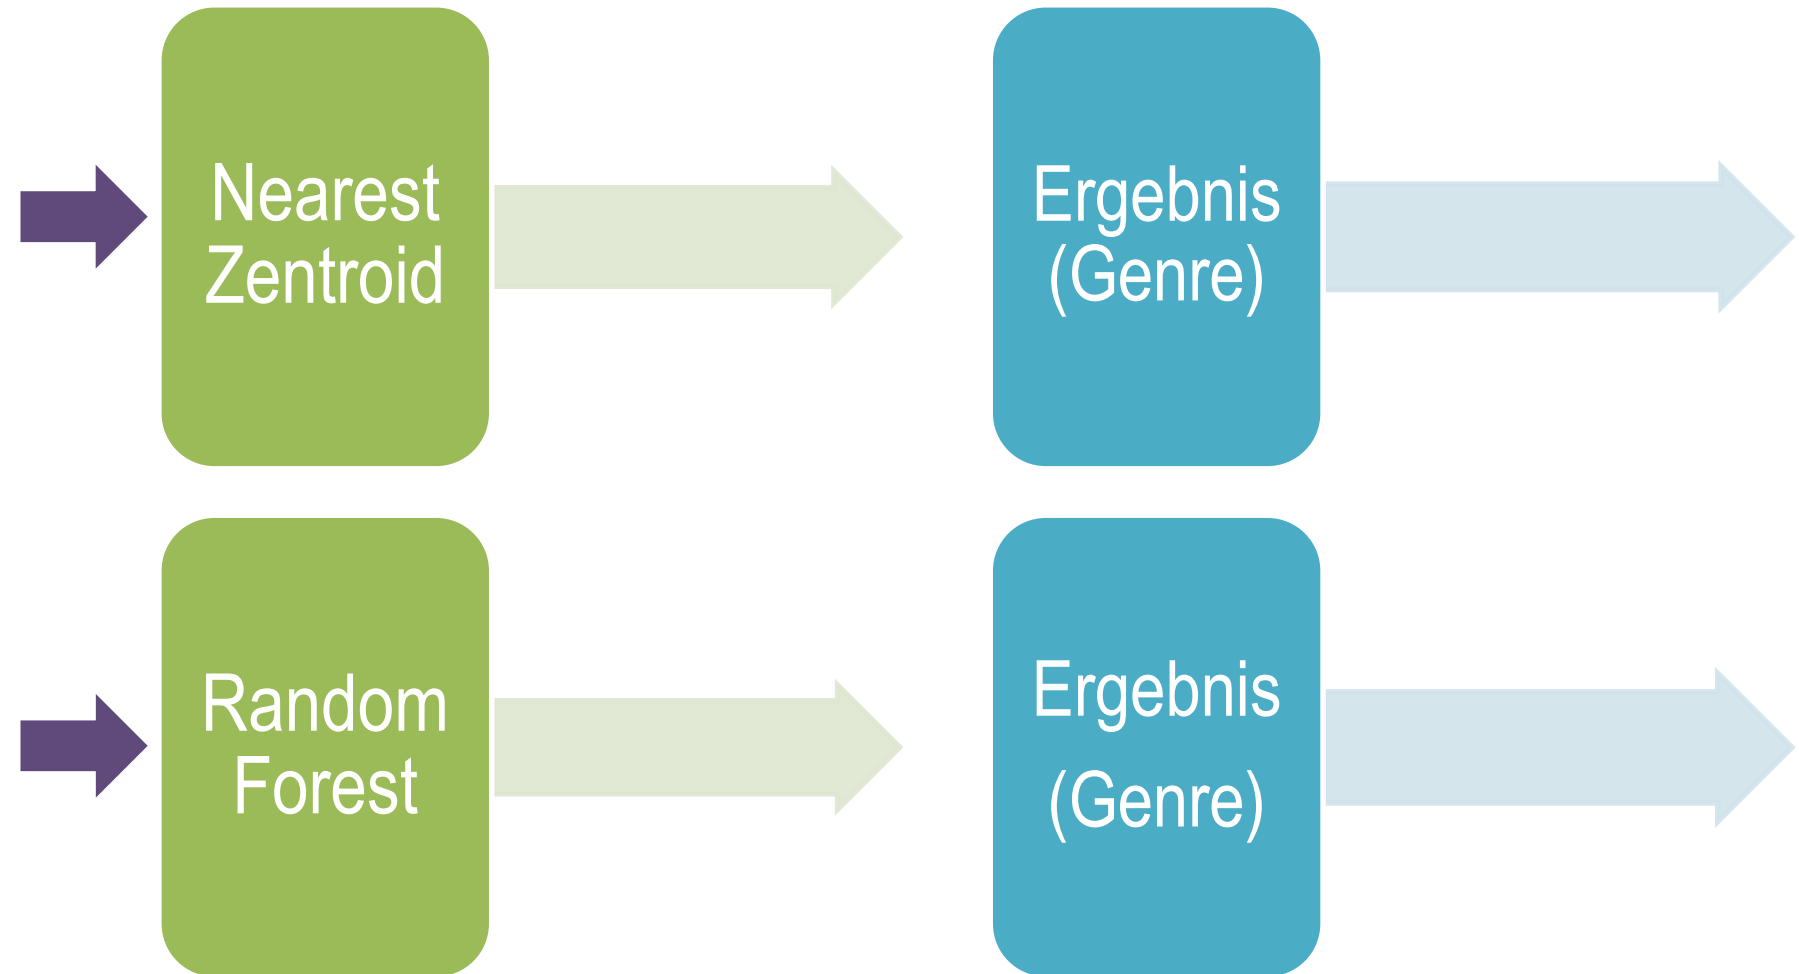 Nearest
Zentroid
Ergebnis
(Genre)
Random
Forest
Ergebnis
(Genre)